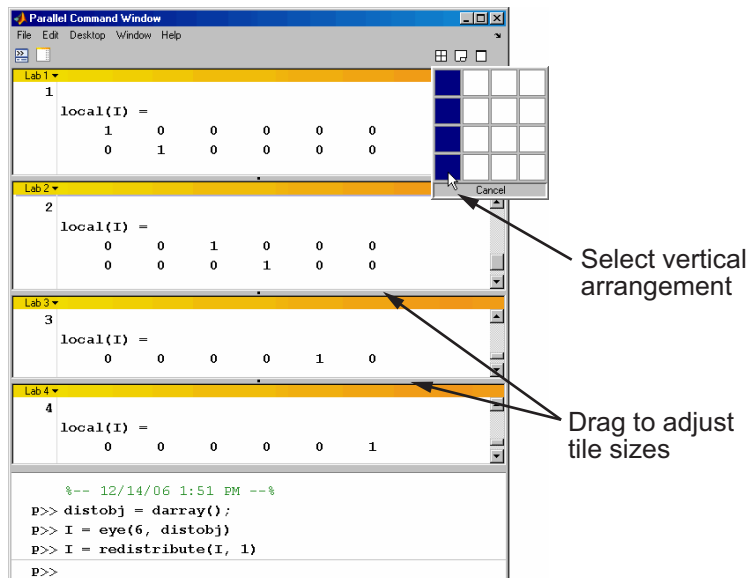 Parallel Command Window
File Edit Desktop Window Help
Lab 1
1
local(I) =
1 0 0 0 0 0
0 1 0 0 0 0
Cancel
Lab 2
2
local(I) =
0 0 1 0 0 0
0 0 0 1 0 0
Select vertical
arrangement
Lab 3
3
local(I) =
0 0 0 0 1 0
Lab 4
4
local(I) =
0 0 0 0 0 1
Drag to adjust
tile sizes
%-- 12/14/06 1:51 PM --%
P>> distobj = darray();
P>> I = eye(6, distobj)
P>> I = redistribute(I, 1)
P>>